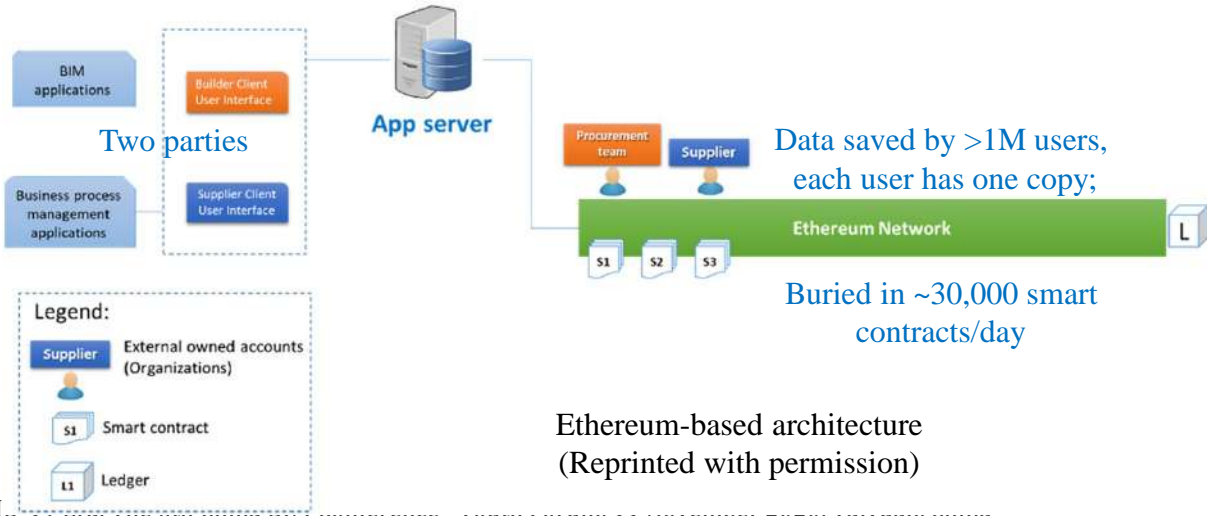 BIM
applications
Builder Client
User Interface
App server
Two parties
Business process
management
applications
Supplier Client
User Interface
Procurement
team
Supplier
Data saved by >1M users,
each user has one copy;
Ethereum Network
L
S1
S2
S3
Buried in ~30,000 smart
contracts/day
Legend:
Supplier
External owned accounts
(Organizations)
S1
Smart contract
L1
Ledger
Ethereum-based architecture
(Reprinted with permission)